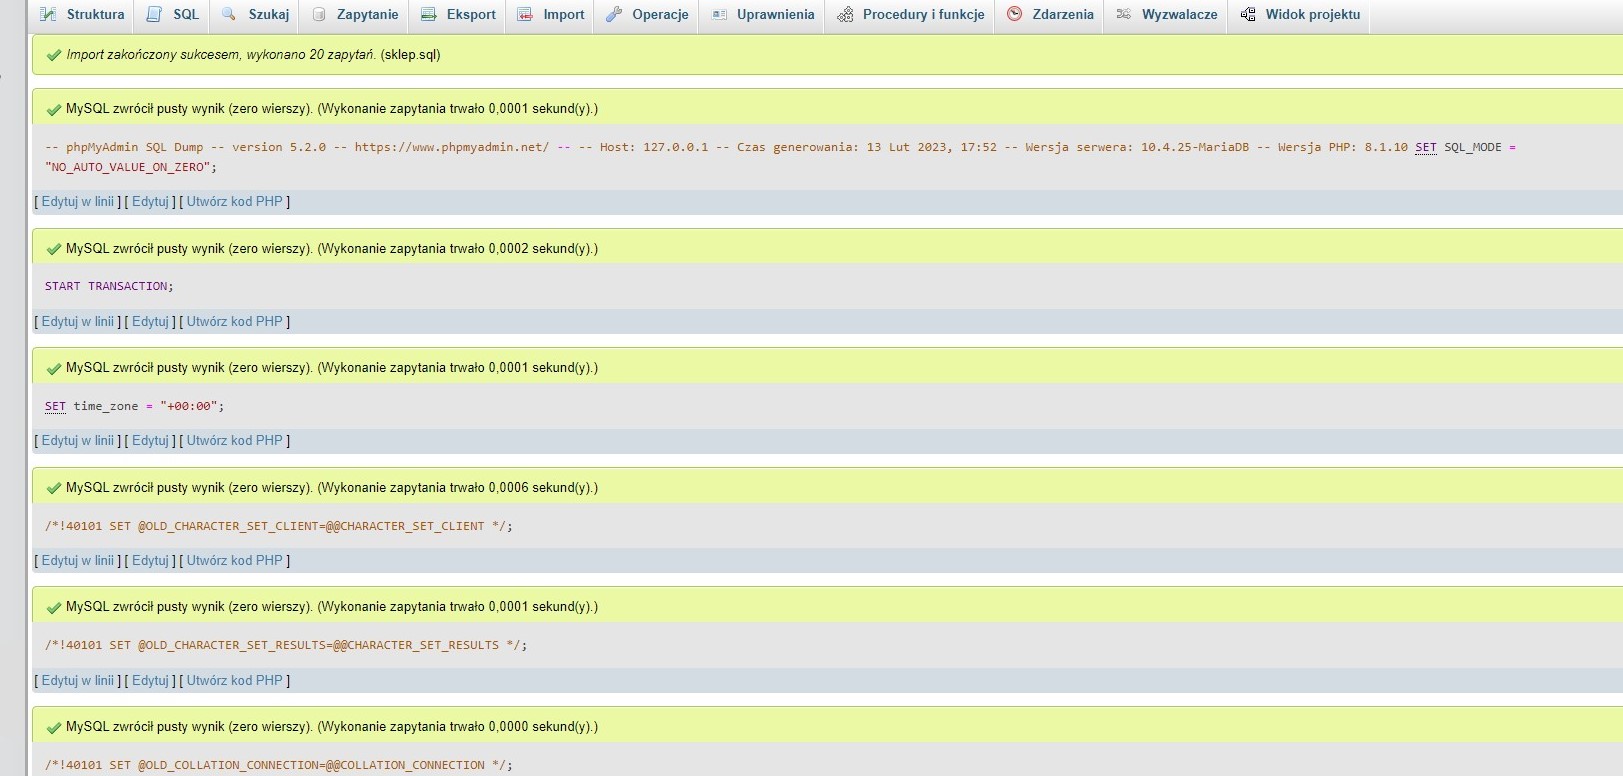 Struktura SQL Szukaj Zapytanie Eksport Import Operacje Uprawnienia Procedury i funkcje Zdarzenia Wyzwalacze Widok projektu
Import zakończony sukcesem, wykonano 20 zapytań. (sklep.sql)
MySQL zwrócił pusty wynik (zero wierszy). (Wykonanie zapytania trwało 0,0001 sekund(y).)
-- phpMyAdmin SQL Dump -- version 5.2.0 -- https://www.phpmyadmin.net/ -- -- Host: 127.0.0.1 -- Czas generowania: 13 Lut 2023, 17:52 -- Wersja serwera: 10.4.25-MariaDB -- Wersja PHP: 8.1.10 SET SQL_MODE =
"NO_AUTO_VALUE_ON_ZERO";
[ Edytuj w linii ] [ Edytuj ] [ Utwórz kod PHP ]
MySQL zwrócił pusty wynik (zero wierszy). (Wykonanie zapytania trwało 0,0002 sekund(y).)
START TRANSACTION;
[ Edytuj w linii ] [ Edytuj ] [ Utwórz kod PHP ]
MySQL zwrócił pusty wynik (zero wierszy). (Wykonanie zapytania trwało 0,0001 sekund(y).)
SET time_zone = "+00:00";
[ Edytuj w linii ] [ Edytuj ] [ Utwórz kod PHP ]
MySQL zwrócił pusty wynik (zero wierszy). (Wykonanie zapytania trwało 0,0006 sekund(y).)
/*!40101 SET @OLD_CHARACTER_SET_CLIENT=@@CHARACTER_SET_CLIENT */;
[ Edytuj w linii ] [ Edytuj ] [ Utwórz kod PHP ]
MySQL zwrócił pusty wynik (zero wierszy). (Wykonanie zapytania trwało 0,0001 sekund(y).)
/*!40101 SET @OLD_CHARACTER_SET_RESULTS=@@CHARACTER_SET_RESULTS */;
[ Edytuj w linii ] [ Edytuj ] [ Utwórz kod PHP ]
MySQL zwrócił pusty wynik (zero wierszy). (Wykonanie zapytania trwało 0,0000 sekund(y).)
/*!40101 SET @OLD_COLLATION_CONNECTION=@@COLLATION_CONNECTION */;